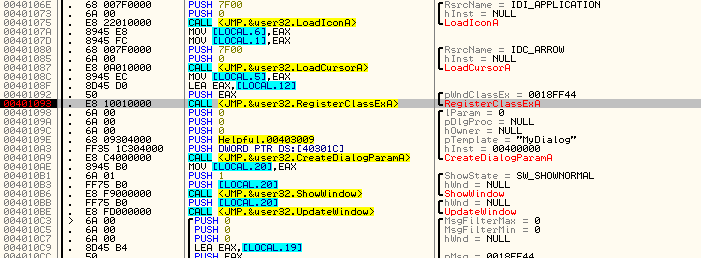 0040106E . 68 007F0000 PUSH 7F00 RsrcName = IDI_APPLICATION
00401073 . 6A 00 PUSH 0 hInst = NULL
00401075 . E8 22010000 CALL <JMP.&user32.LoadIconA> LoadIconA
0040107A . 8945 E8 MOV [LOCAL.6],EAX
0040107D . 8945 FC MOV [LOCAL.1],EAX
00401080 . 68 007F0000 PUSH 7F00 RsrcName = IDC_ARROW
00401085 . 6A 00 PUSH 0 hInst = NULL
00401087 . E8 0A010000 CALL <JMP.&user32.LoadCursorA> LoadCursorA
0040108C . 8945 EC MOV [LOCAL.5],EAX
0040108F . 8D45 D0 LEA EAX,[LOCAL.12]
00401092 . 50 PUSH EAX pWndClassEx = 0018FF44
00401093 . E8 10010000 CALL <JMP.&user32.RegisterClassExA> RegisterClassExA
00401098 . 6A 00 PUSH 0 lParam = 0
0040109A . 6A 00 PUSH 0 pDlgProc = NULL
0040109C . 6A 00 PUSH 0 hOwner = NULL
0040109E . 68 09304000 PUSH Helpful.00403009 pTemplate = "MyDialog"
004010A3 . FF35 1C304000 PUSH DWORD PTR DS:[40301C] hInst = 00400000
004010A9 . E8 C4000000 CALL <JMP.&user32.CreateDialogParamA> CreateDialogParamA
004010AE . 8945 B0 MOV [LOCAL.20],EAX
004010B1 . 6A 01 PUSH 1 ShowState = SW_SHOWNORMAL
004010B3 . FF75 B0 PUSH [LOCAL.20] hWnd = NULL
004010B6 . E8 F9000000 CALL <JMP.&user32.ShowWindow> ShowWindow
004010BB . FF75 B0 PUSH [LOCAL.20] hWnd = NULL
004010BE . E8 FD000000 CALL <JMP.&user32.UpdateWindow> UpdateWindow
004010C3 > 6A 00 PUSH 0 MsgFilterMax = 0
004010C5 . 6A 00 PUSH 0 MsgFilterMin = 0
004010C7 . 6A 00 PUSH 0 hWnd = NULL
004010C9 . 8D45 B4 LEA EAX,[LOCAL.19]
004010CC . 50 PUSH EAX pMsg = 0018FF44